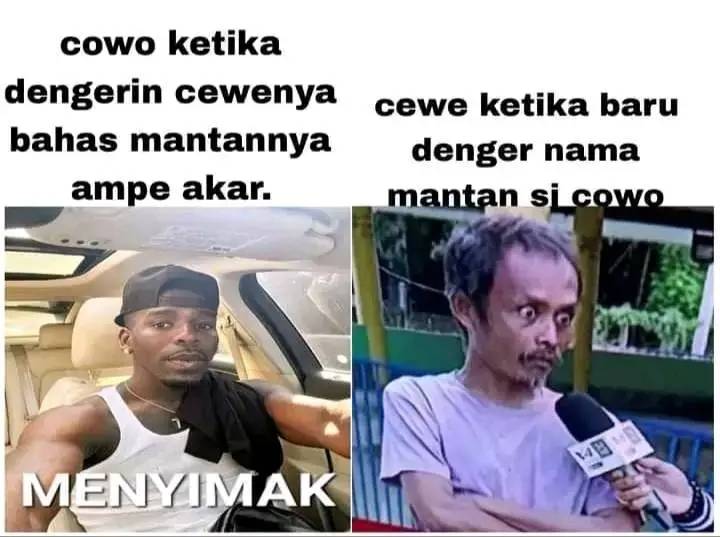 cowo ketika
dengerin cewenya
bahas mantannya
ampe akar.
cewe ketika baru
denger nama
mantan si cowo
MENYIMAK